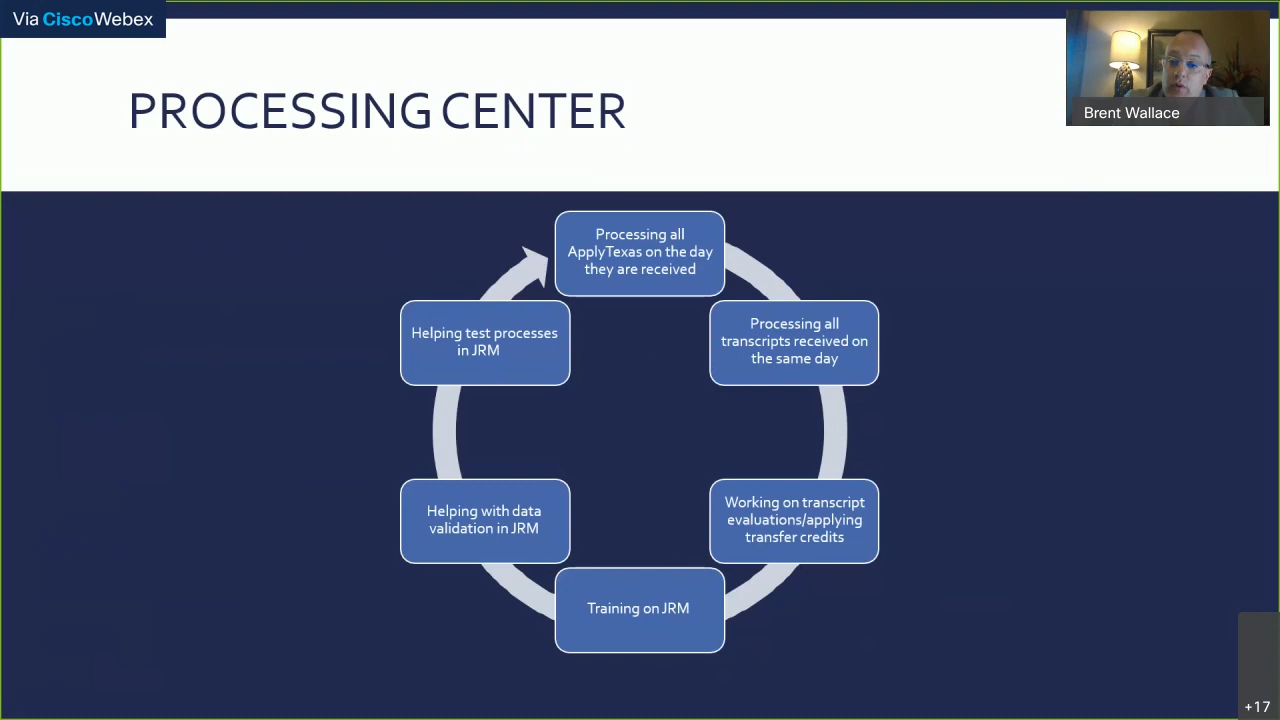 Via CiscoWebex
PROCESSING CENTER
Brent Wallace
Processing all
ApplyTexas on the day
they are received
Processing all
transcripts received on
the same day
Working on transcript
evaluations/applying
transfer credits
Training on JRM
Helping with data
validation in JRM
Helping test processes
in JRM
+17